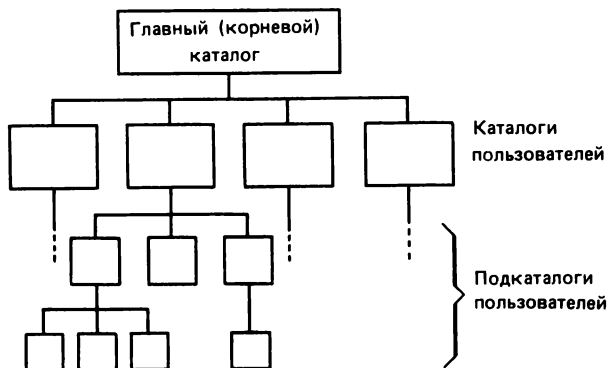 Главный (корневой)
каталог
Каталоги
пользователей
Подкаталоги
пользователей